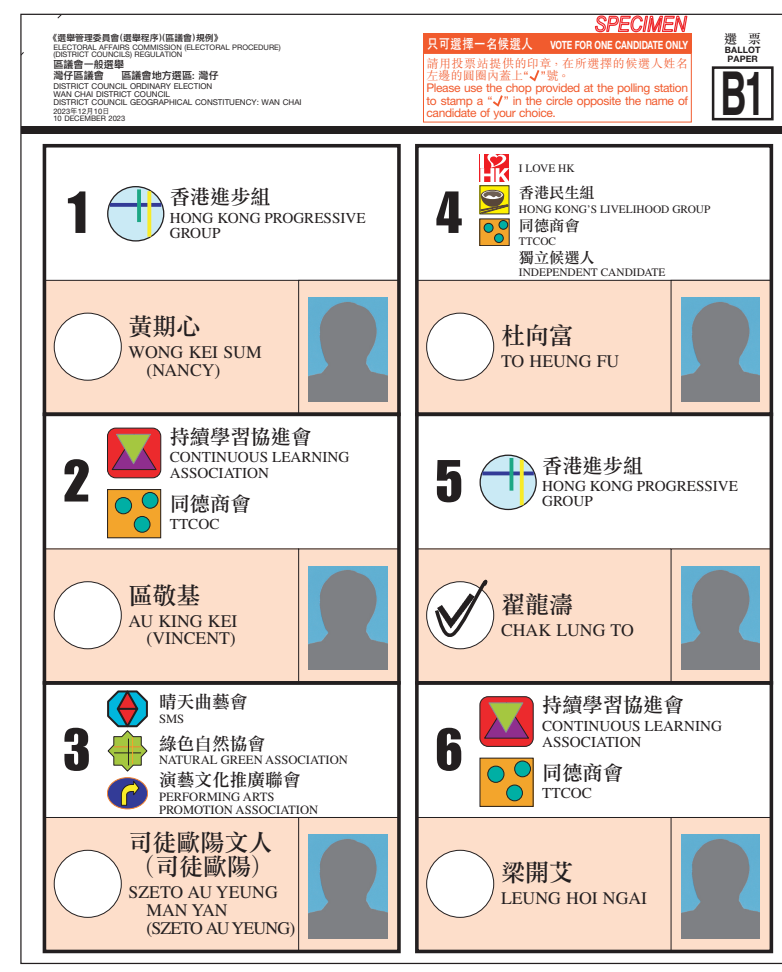 《選舉管理委員會(選舉程序)(區議會)規例》
ELECTORAL AFFAIRS COMMISSION (ELECTORAL PROCEDURE)
(DISTRICT COUNCILS) REGULATION
區議會一般選舉
灣仔區議會 區議會地方選區: 灣仔
DISTRICT COUNCIL ORDINARY ELECTION
WAN CHAI DISTRICT COUNCIL
DISTRICT COUNCIL GEOGRAPHICAL CONSTITUENCY: WAN CHAI
2023年12月10日
10 DECEMBER 2023
SPECIMEN
只可選擇一名候選人 VOTE FOR ONE CANDIDATE ONLY
請用投票站提供的印章，在所選擇的候選人姓名
左邊的圓圈內蓋上“✓”號。
Please use the chop provided at the polling station
to stamp a “✓” in the circle opposite the name of
candidate of your choice.
選票
BALLOT
PAPER
B1
1
香港進步組
HONG KONG PROGRESSIVE
GROUP
黃期心
WONG KEI SUM
(NANCY)
2
持續學習協進會
CONTINUOUS LEARNING
ASSOCIATION
同德商會
TTCOC
區敬基
AU KING KEI
(VINCENT)
3
晴天曲藝會
SMS
綠色自然協會
NATURAL GREEN ASSOCIATION
演藝文化推廣聯會
PERFORMING ARTS
PROMOTION ASSOCIATION
司徒歐陽文人
(司徒歐陽)
SZETO AU YEUNG
MAN YAN
(SZETO AU YEUNG)
4
HK
I LOVE HK
香港民生組
HONG KONG'S LIVELIHOOD GROUP
同德商會
TTCOC
獨立候選人
INDEPENDENT CANDIDATE
杜向富
TO HEUNG FU
5
香港進步組
HONG KONG PROGRESSIVE
GROUP
翟龍濤
CHAK LUNG TO
6
持續學習協進會
CONTINUOUS LEARNING
ASSOCIATION
同德商會
TTCOC
梁開艾
LEUNG HOI NGAI